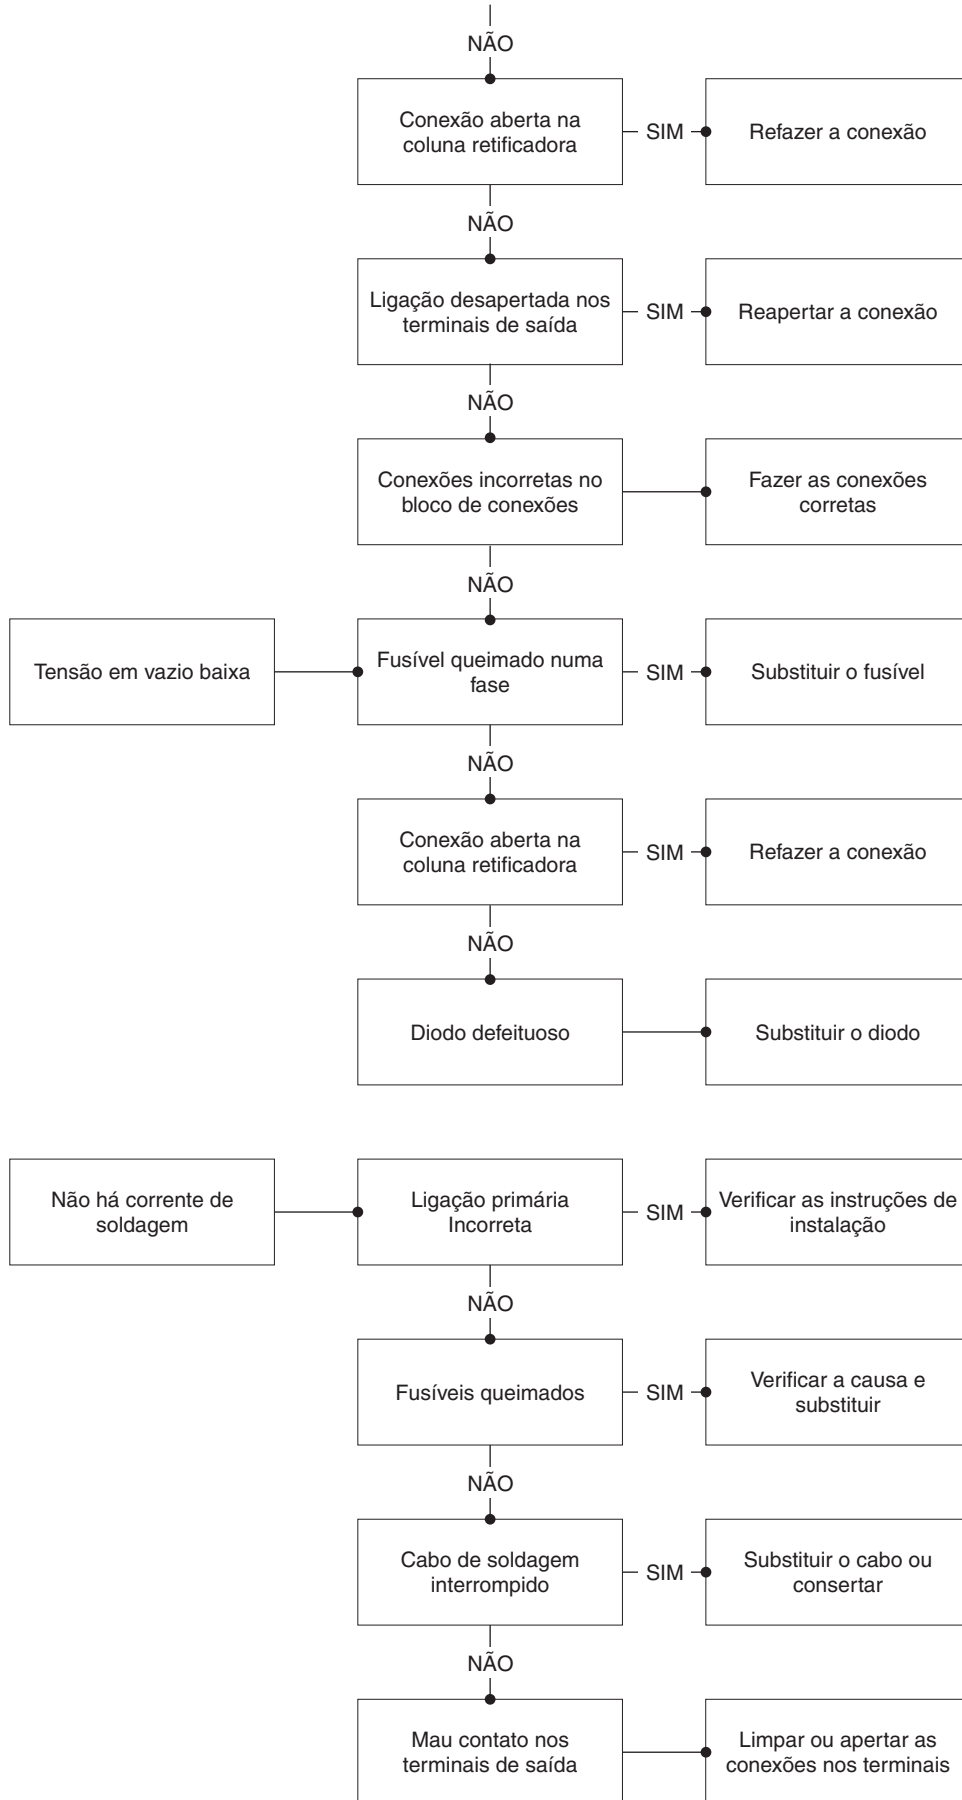 NÃO
Conexão aberta na
coluna retificadora
SIM
Refazer a conexão
NÃO
Ligação desapertada nos
terminais de saída
SIM
Reapertar a conexão
NÃO
Conexões incorretas no
bloco de conexões
Fazer as conexões
corretas
NÃO
Tensão em vazio baixa
Fusível queimado numa
fase
SIM
Substituir o fusível
NÃO
Conexão aberta na
coluna retificadora
SIM
Refazer a conexão
NÃO
Diodo defeituoso
Substituir o diodo
Não há corrente de
soldagem
Ligação primária
Incorreta
SIM
Verificar as instruções de
instalação
NÃO
Fusíveis queimados
SIM
Verificar a causa e
substituir
NÃO
Cabo de soldagem
interrompido
SIM
Substituir o cabo ou
consertar
NÃO
Mau contato nos
terminais de saída
Limpar ou apertar as
conexões nos terminais